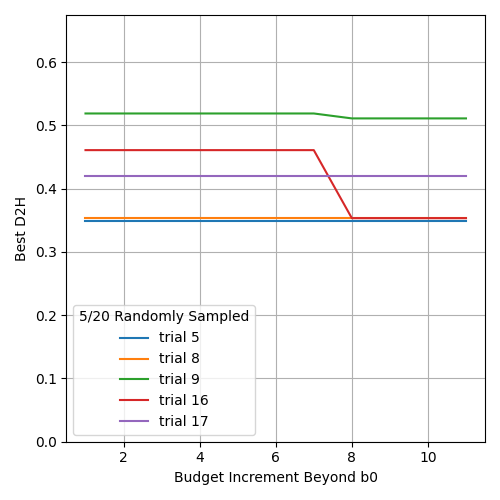 0.6
0.5
0.4
0.3
0.2
0.1
0.0
Best D2H
5/20 Randomly Sampled
trial 5
trial 8
trial 9
trial 16
trial 17
2 4 6 8 10
Budget Increment Beyond b0